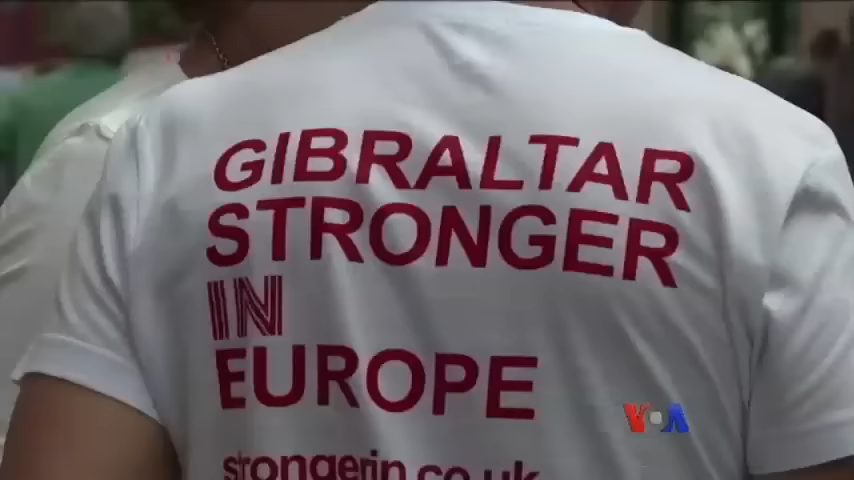 GIBRALTAR
STRONGER
IN
EUROPE
strongerin.co.uk
VOA